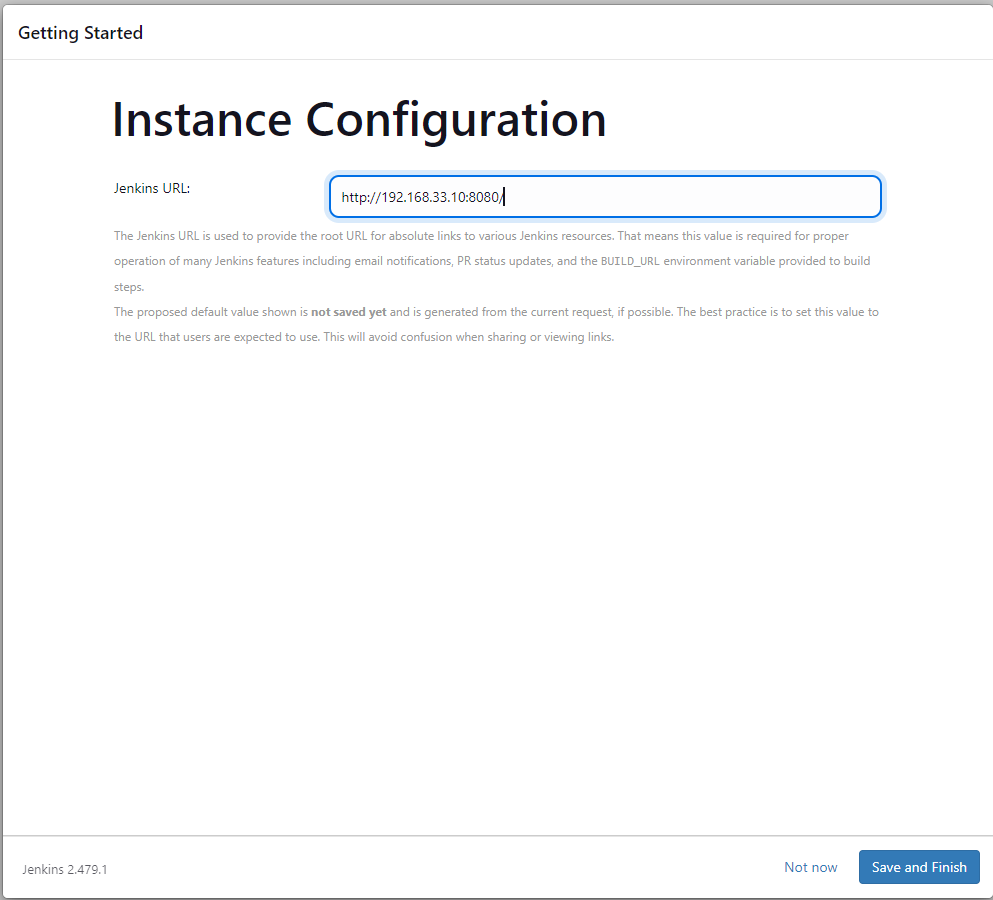 Getting Started
Instance Configuration
Jenkins URL:
http://192.168.33.10:8080/
The Jenkins URL is used to provide the root URL for absolute links to various Jenkins resources. That means this value is required for proper
operation of many Jenkins features including email notifications, PR status updates, and the BUILD_URL environment variable provided to build
steps.
The proposed default value shown is not saved yet and is generated from the current request, if possible. The best practice is to set this value to
the URL that users are expected to use. This will avoid confusion when sharing or viewing links.
Jenkins 2.479.1
Not now
Save and Finish